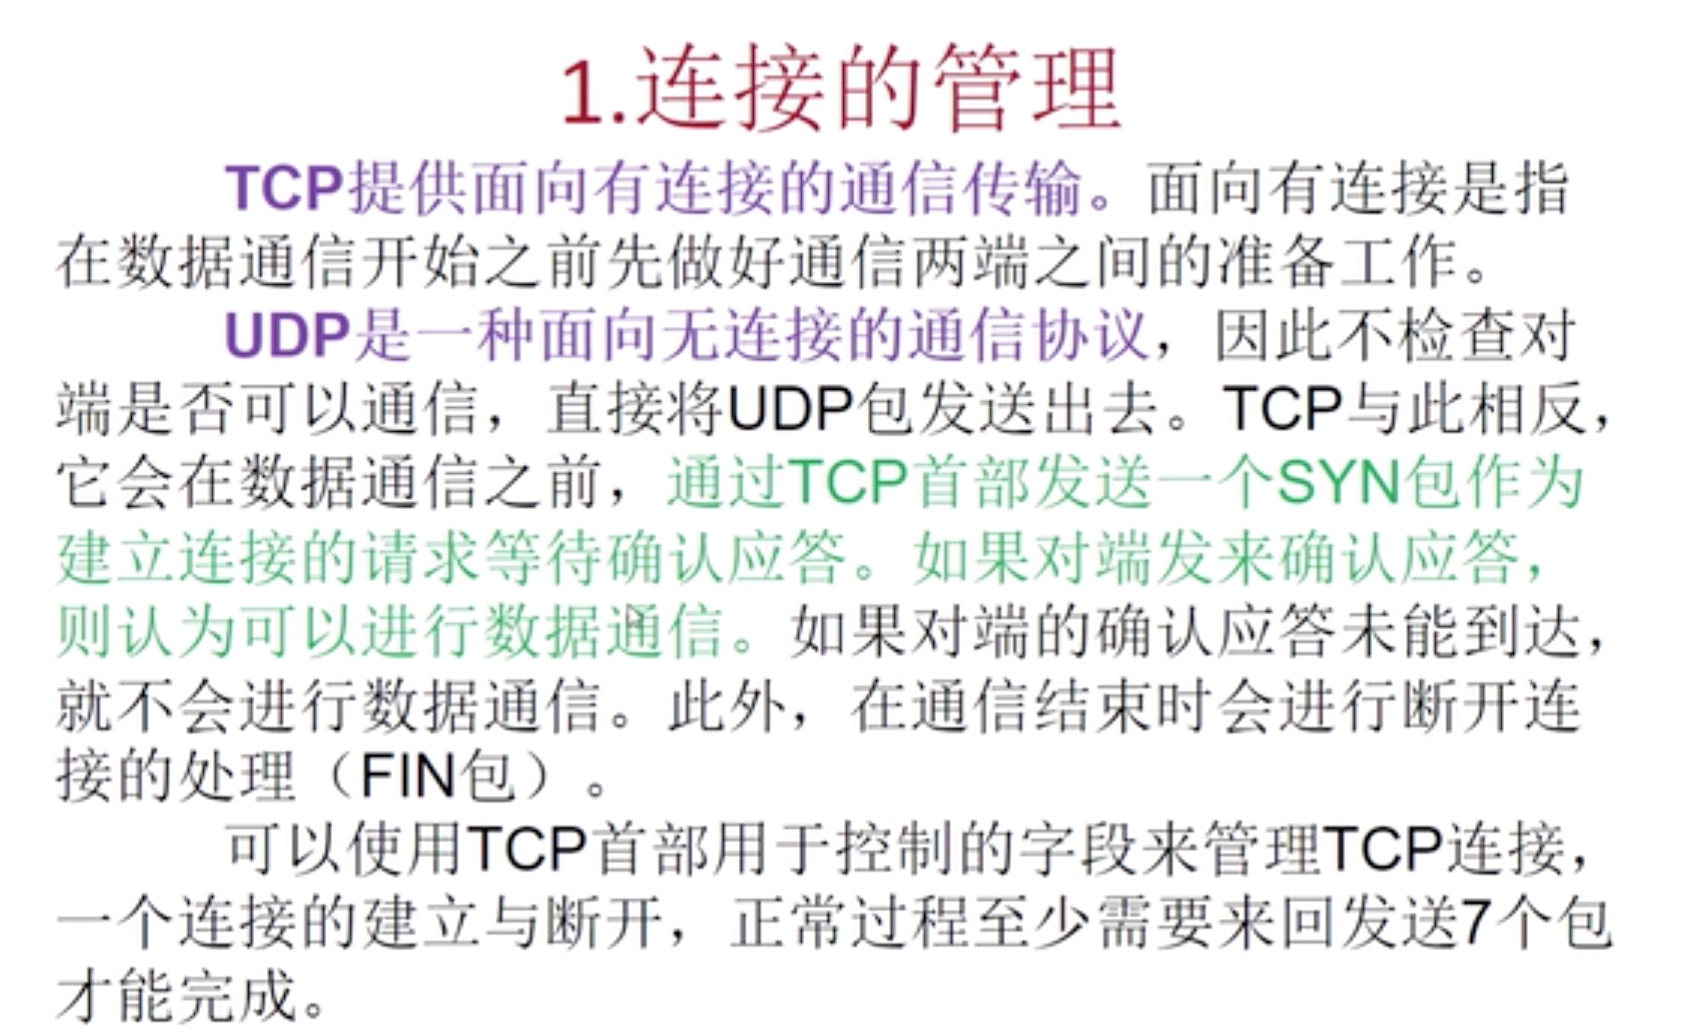 1.连接的管理
TCP提供面向有连接的通信传输。面向有连接是指
在数据通信开始之前先做好通信两端之间的准备工作。
UDP是一种面向无连接的通信协议，因此不检查对
端是否可以通信，直接将UDP包发送出去。TCP与此相反，
它会在数据通信之前，通过TCP首部发送一个SYN包作为
建立连接的请求等待确认应答。如果对端发来确认应答，
则认为可以进行数据通信。如果对端的确认应答未能到达，
就不会进行数据通信。此外，在通信结束时会进行断开连
接的处理（FIN包）。
可以使用TCP首部用于控制的字段来管理TCP连接，
一个连接的建立与断开，正常过程至少需要来回发送7个包
才能完成。